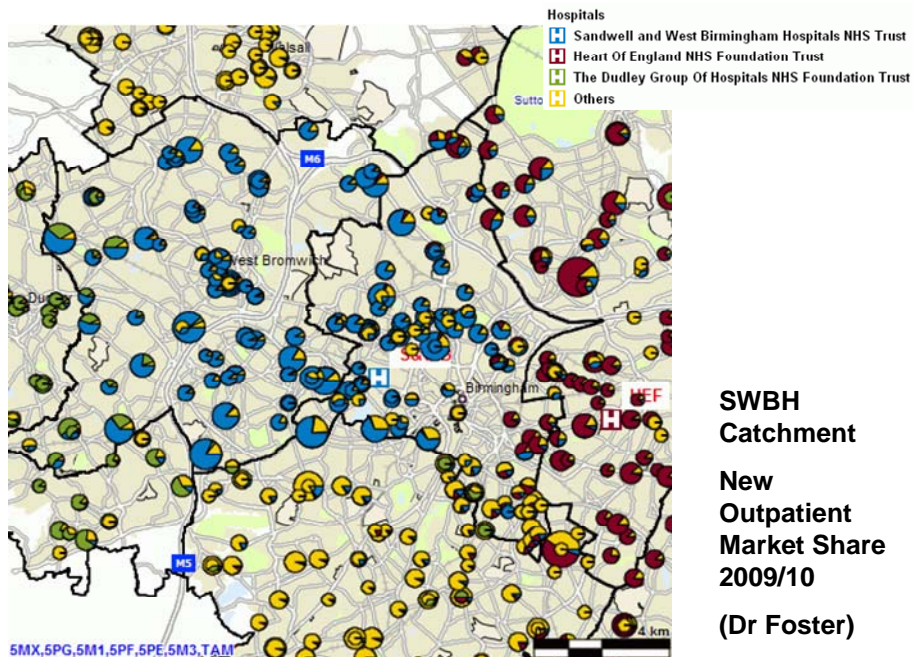 Hospitals
H Sandwell and West Birmingham Hospitals NHS Trust
H Heart Of England NHS Foundation Trust
H The Dudley Group Of Hospitals NHS Foundation Trust
H Others
M6
West Bromwich
H
Birmingham
HEF
H
M5
4 km
5MX,5PG,5M1,5PF,5PE,5M3,TAM
SWBH
Catchment
New
Outpatient
Market Share
2009/10
(Dr Foster)